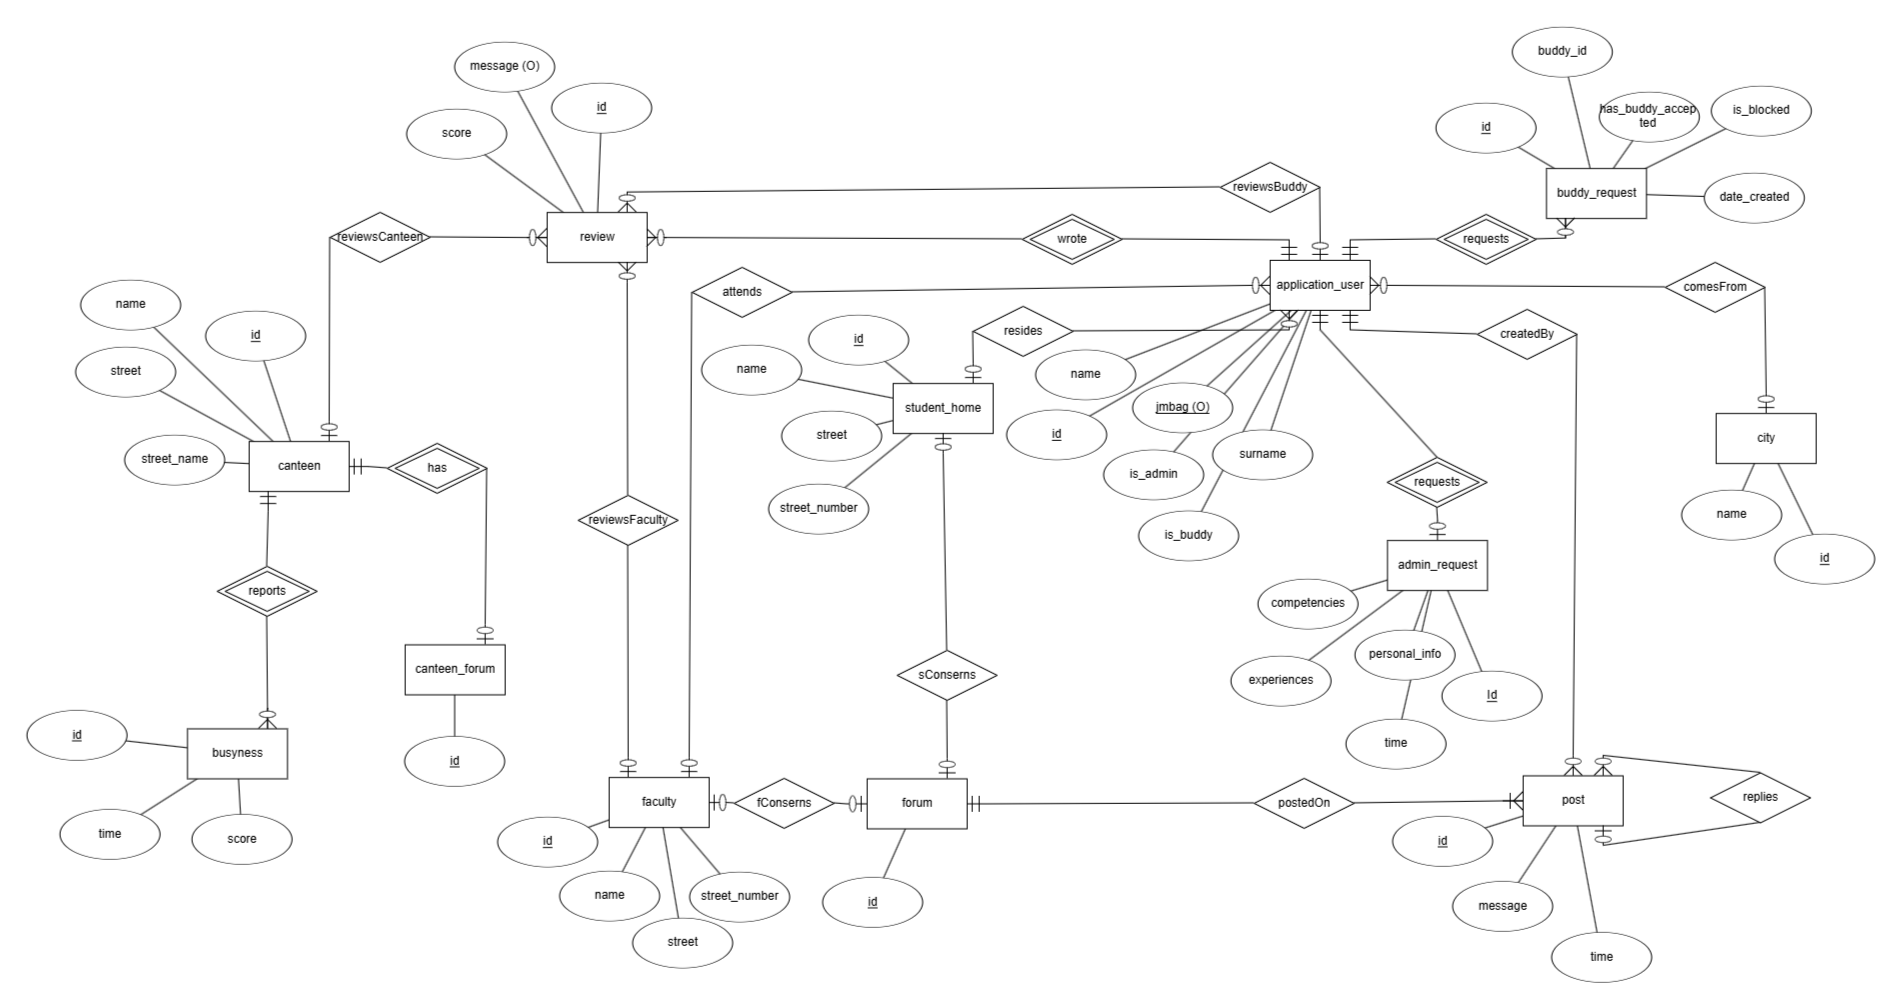 buddy_id
message (O)
id
has_buddy_accep
ted
is_blocked
score
id
reviewsBuddy
buddy_request
date_created
reviewsCanteen
review
wrote
requests
application_user
attends
comesFrom
name
id
resides
createdBy
id
name
name
street
jmbag (O)
student_home
street
id
surname
city
street_name
canteen
has
is_admin
requests
street_number
name
reviewsFaculty
is_buddy
id
admin_request
reports
competencies
personal_info
canteen_forum
sConserns
experiences
Id
id
busyness
time
id
faculty
fConserns
forum
postedOn
post
replies
time
score
id
id
name
street_number
id
message
street
time